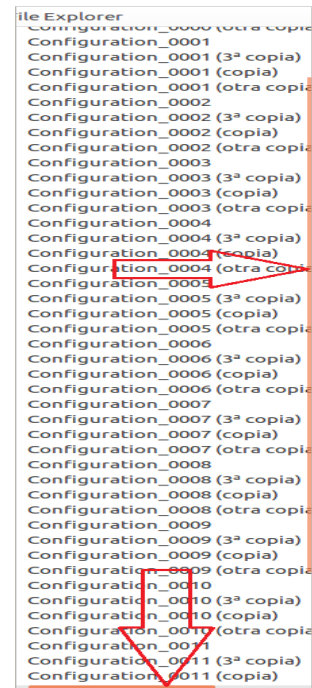 ile Explorer
Configuration_0000 (otra copia
Configuration_0001
Configuration_0001 (3ª copia)
Configuration_0001 (copia)
Configuration_0001 (otra copia
Configuration_0002
Configuration_0002 (3ª copia)
Configuration_0002 (copia)
Configuration_0002 (otra copia
Configuration_0003
Configuration_0003 (3ª copia)
Configuration_0003 (copia)
Configuration_0003 (otra copia
Configuration_0004
Configuration_0004 (3ª copia)
Configuration_0004 (copia)
Configuration_0004 (otra copia
Configuration_0005
Configuration_0005 (3ª copia)
Configuration_0005 (copia)
Configuration_0005 (otra copia
Configuration_0006
Configuration_0006 (3ª copia)
Configuration_0006 (copia)
Configuration_0006 (otra copia
Configuration_0007
Configuration_0007 (3ª copia)
Configuration_0007 (copia)
Configuration_0007 (otra copia
Configuration_0008
Configuration_0008 (3ª copia)
Configuration_0008 (copia)
Configuration_0008 (otra copia
Configuration_0009
Configuration_0009 (3ª copia)
Configuration_0009 (copia)
Configuration_0009 (otra copia
Configuration_0010
Configuration_0010 (3ª copia)
Configuration_0010 (copia)
Configuration_0010 (otra copia
Configuration_0011
Configuration_0011 (3ª copia)
Configuration_0011 (copia)